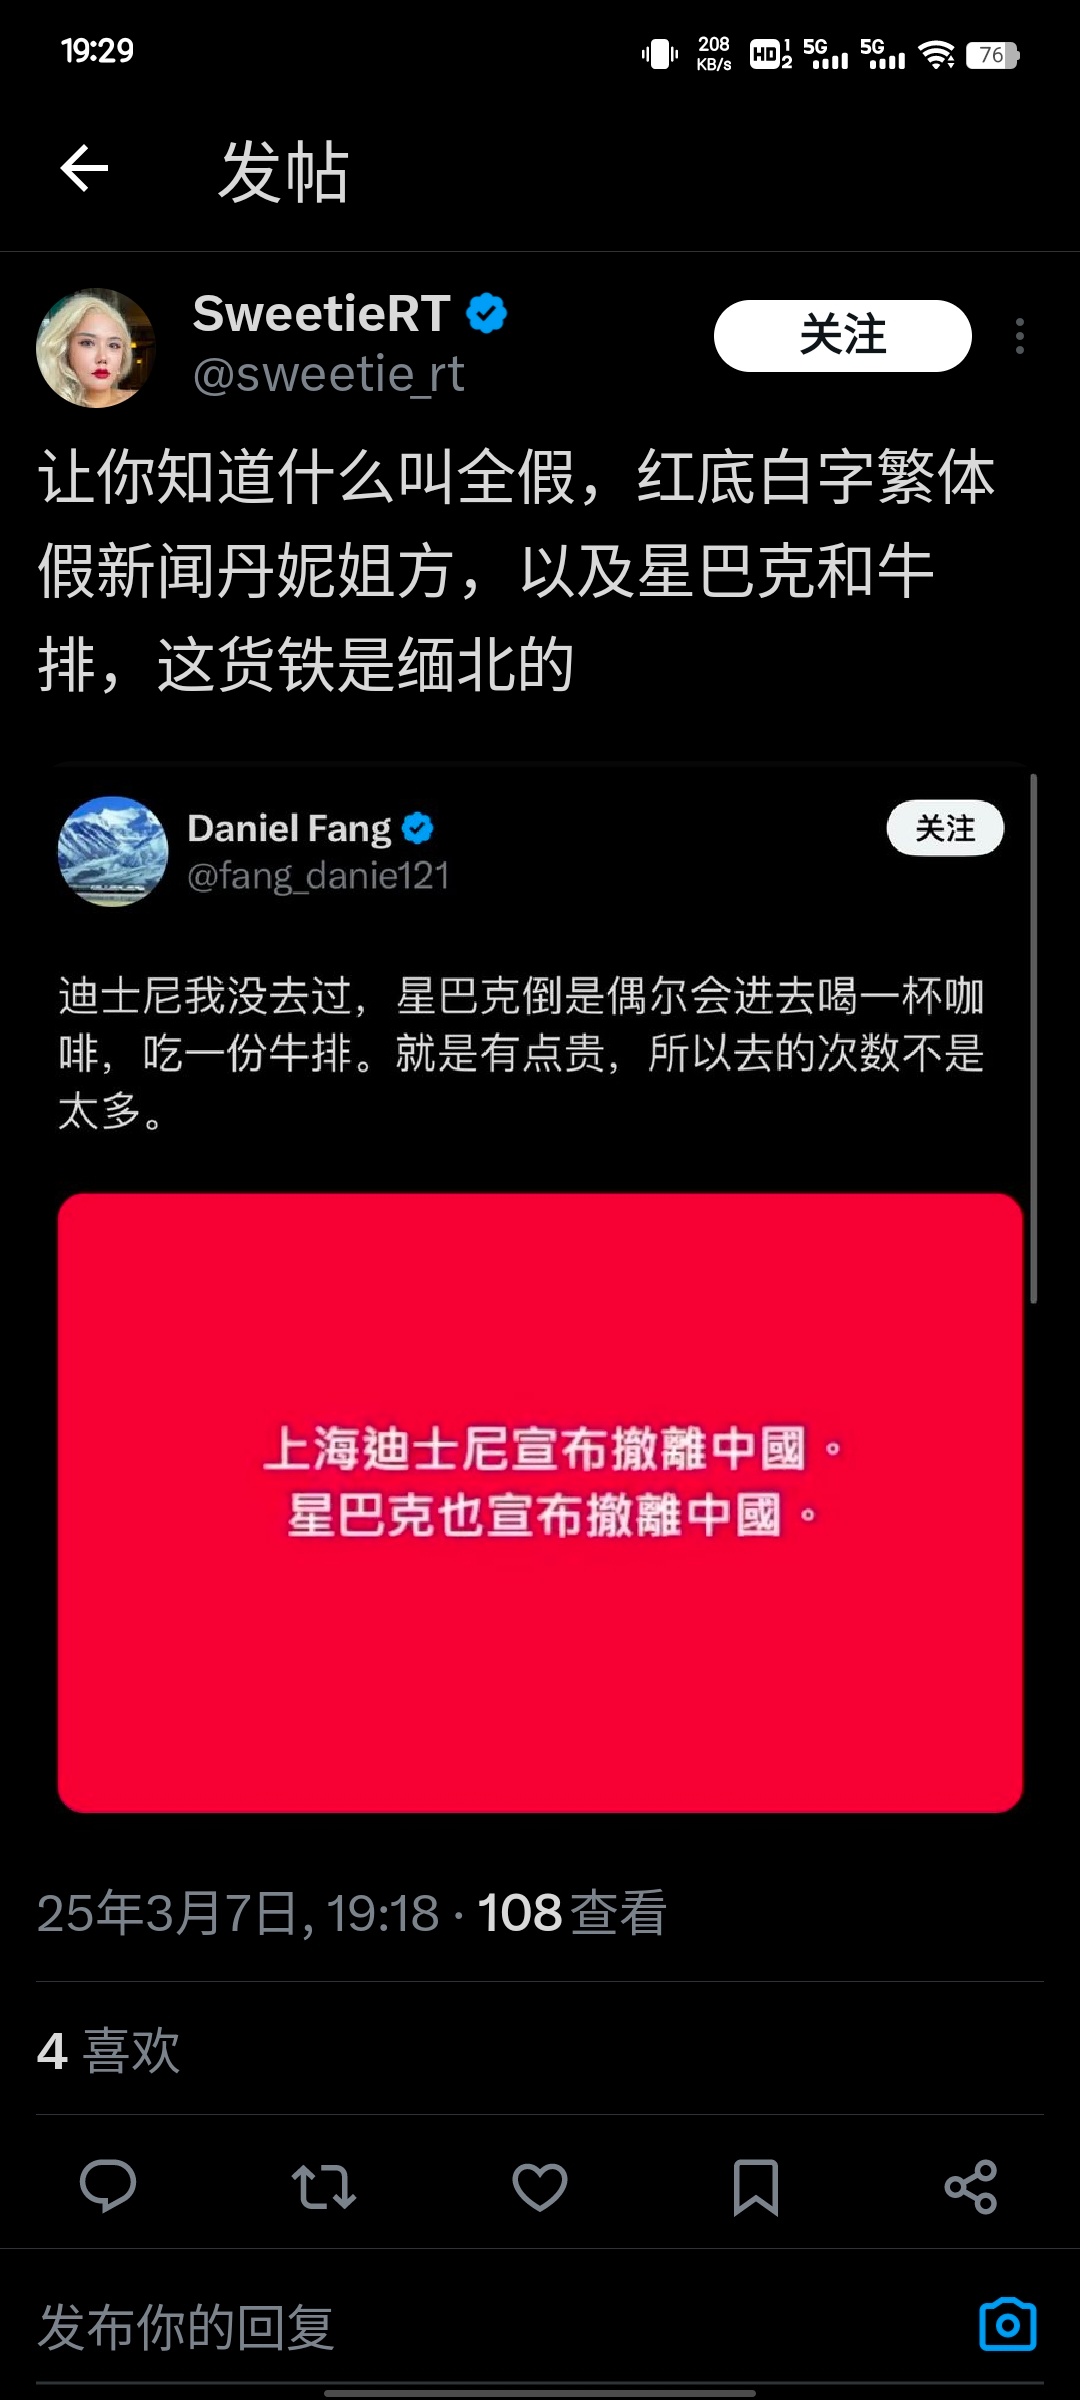 19:29
208
KB/s
HD 1 2
5G
5G
76
发帖
SweetieRT
@sweetie_rt
关注
让你知道什么叫全假，红底白字繁体
假新闻丹妮姐方，以及星巴克和牛
排，这货铁是缅北的
Daniel Fang
@fang_danie121
关注
迪士尼我没去过，星巴克倒是偶尔会进去喝一杯咖
啡，吃一份牛排。就是有点贵，所以去的次数不是
太多。
上海迪士尼宣布撤離中國。
星巴克也宣布撤離中國。
25年3月7日, 19:18 · 108 查看
4 喜欢
发布你的回复